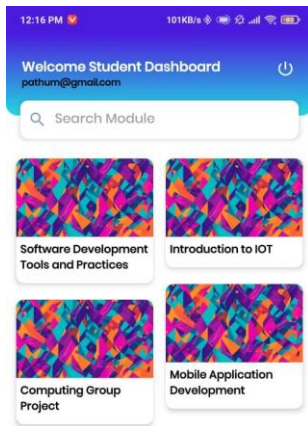 12:16 PM 101KB/s
Welcome Student Dashboard
pathum@gmail.com
Search Module
Software Development
Tools and Practices
Introduction to IOT
Computing Group
Project
Mobile Application
Development